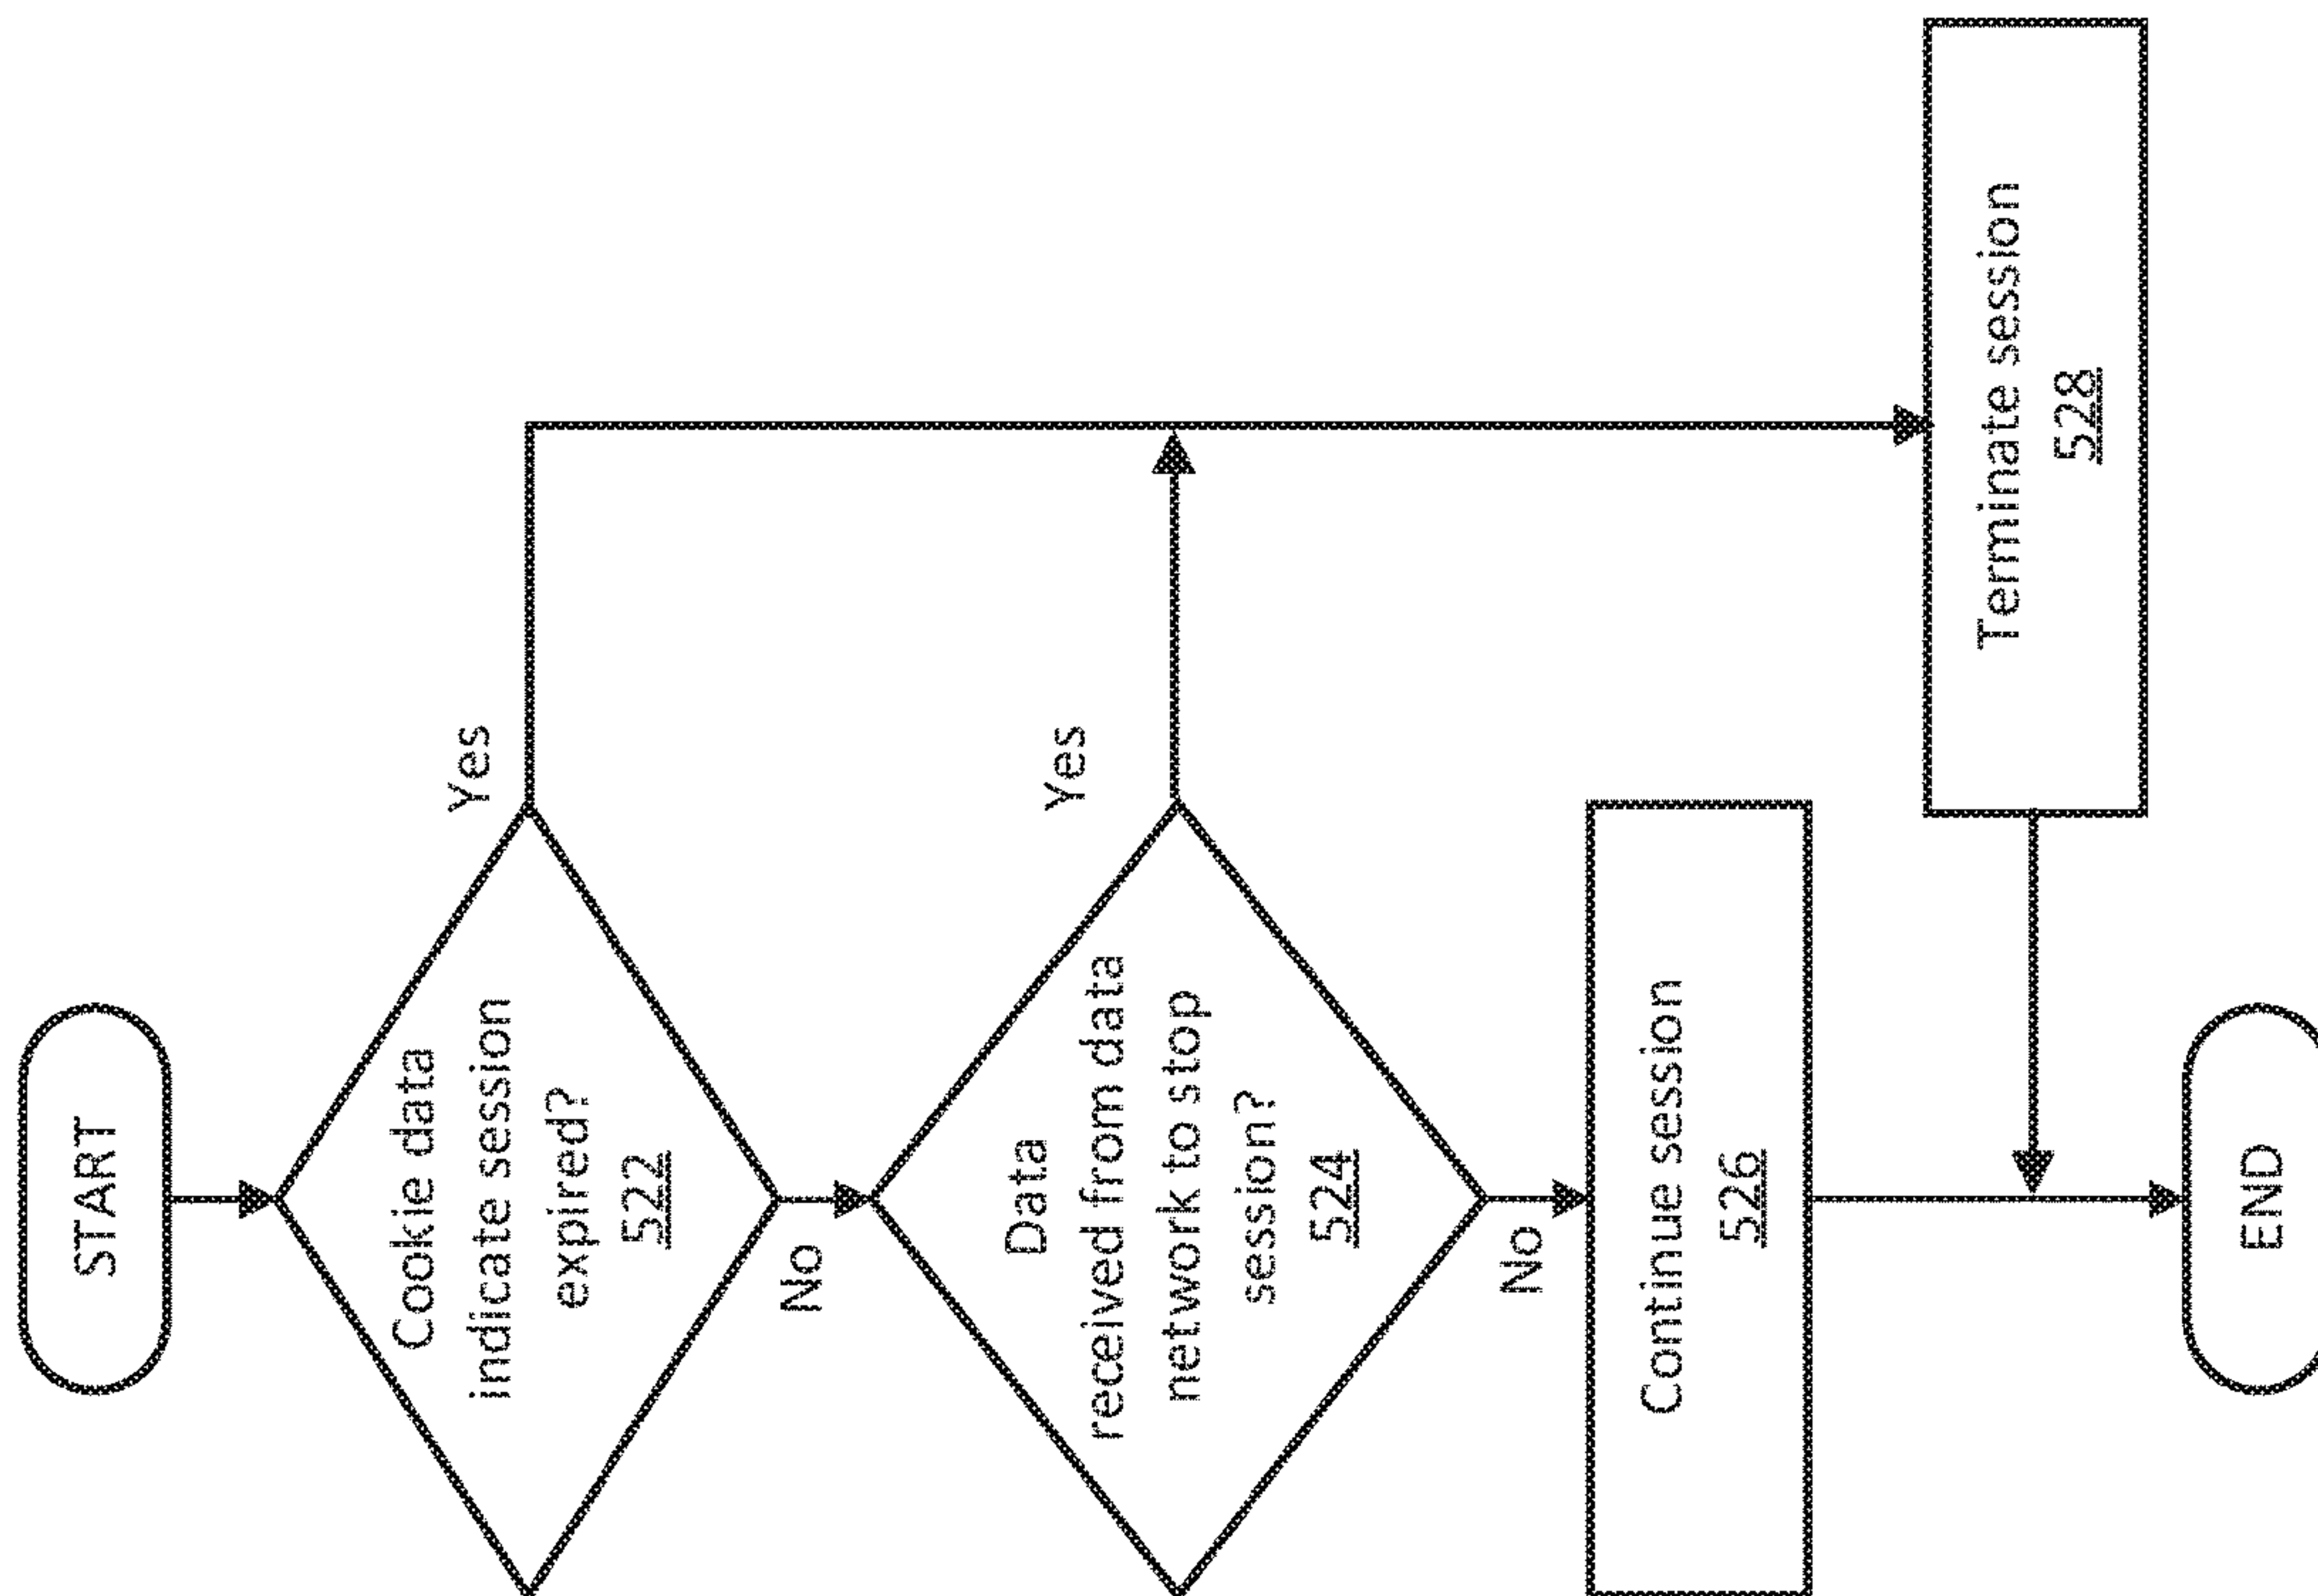 START
Cookie data
indicate session
expired?
522
Yes
No
Data
received from data
network to stop
session?
524
Yes
No
Continue session
526
Terminate session
528
END